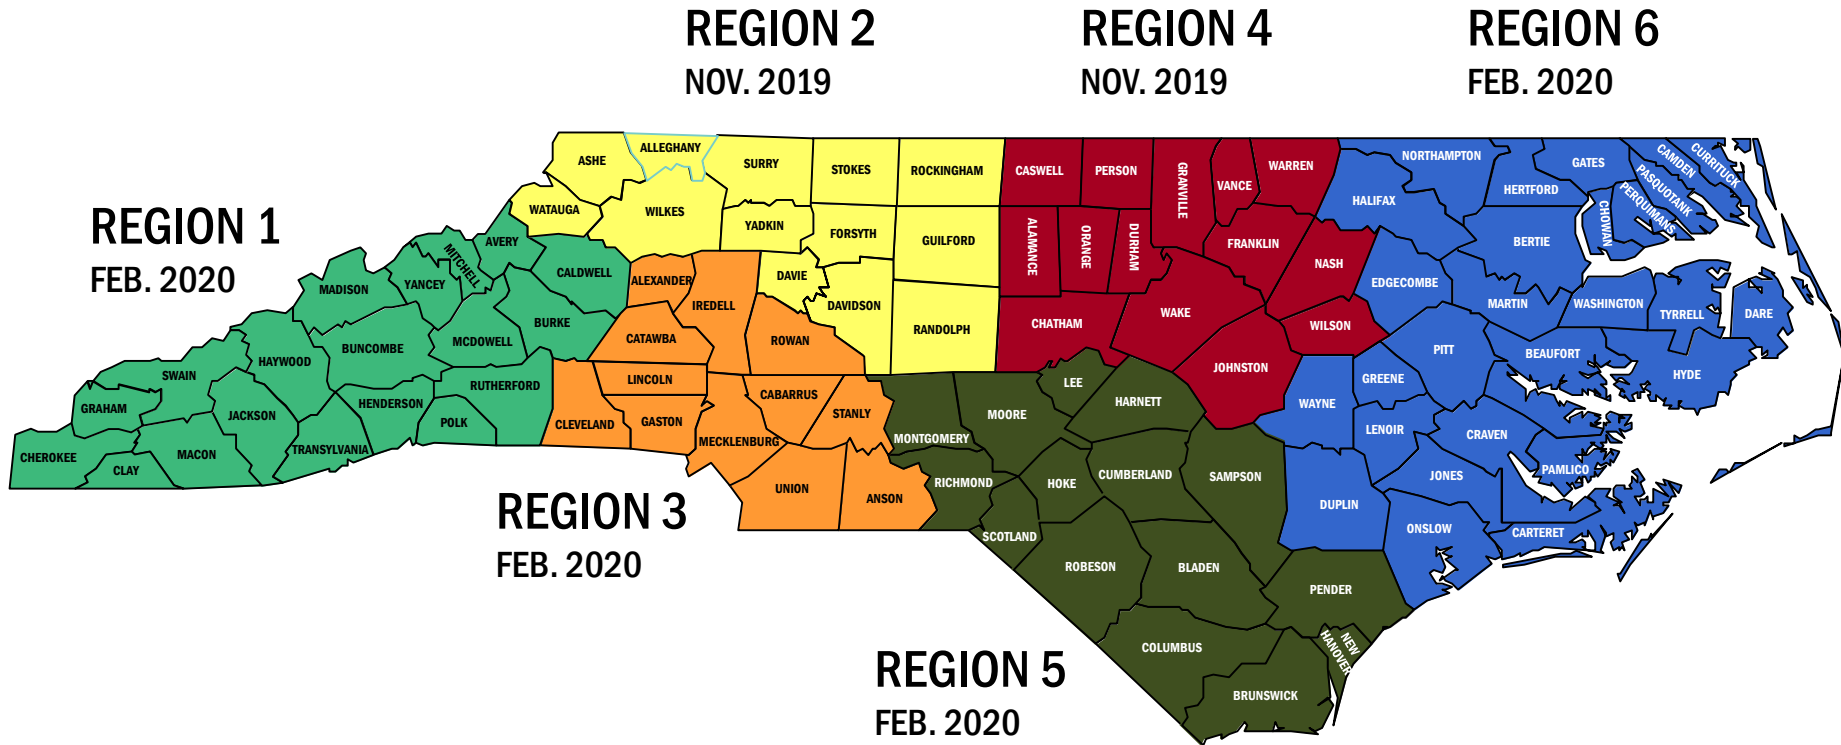 REGION 2
NOV. 2019
REGION 4
NOV. 2019
REGION 6
FEB. 2020
REGION 1
FEB. 2020
REGION 3
FEB. 2020
REGION 5
FEB. 2020
ASHE
ALLEGHANY
SURRY
STOKES
ROCKINGHAM
WATAUGA
WILKES
YADKIN
FORSYTH
GUILFORD
DAVIE
DAVIDSON
RANDOLPH
CASWELL
PERSON
GRANVILLE
VANCE
WARREN
ALAMANCE
ORANGE
DURHAM
FRANKLIN
NASH
WAKE
CHATHAM
WILSON
JOHNSTON
NORTHAMPTON
GATES
CAMDEN
CURRITUCK
PASQUOTANK
PERQUIMANS
HERTFORD
HALIFAX
CHOWAN
BERTIE
EDGECOMBE
MARTIN
WASHINGTON
TYRRELL
DARE
PITT
BEAUFORT
HYDE
GREENE
WAYNE
LENOIR
CRAVEN
PAMLICO
JONES
DUPLIN
ONSLOW
CARTERET
AVERY
MITCHELL
CALDWELL
YANCEY
MADISON
BURKE
MCDOWELL
BUNCOMBE
HAYWOOD
SWAIN
RUTHERFORD
HENDERSON
GRAHAM
JACKSON
POLK
TRANSYLVANIA
MACON
CHEROKEE
CLAY
ALEXANDER
IREDELL
CATAWBA
ROWAN
LINCOLN
CABARRUS
STANLY
CLEVELAND
GASTON
MECKLENBURG
UNION
ANSON
LEE
HARNETT
MOORE
MONTGOMERY
RICHMOND
HOKE
CUMBERLAND
SAMPSON
SCOTLAND
ROBESON
BLADEN
PENDER
COLUMBUS
NEW
HANOVER
BRUNSWICK